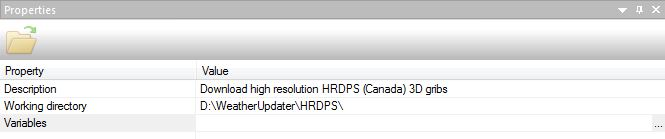 Properties
Property Value
Description Download high resolution HRDPS (Canada) 3D gribs
Working directory D:\WeatherUpdater\HRDPS\
Variables ...